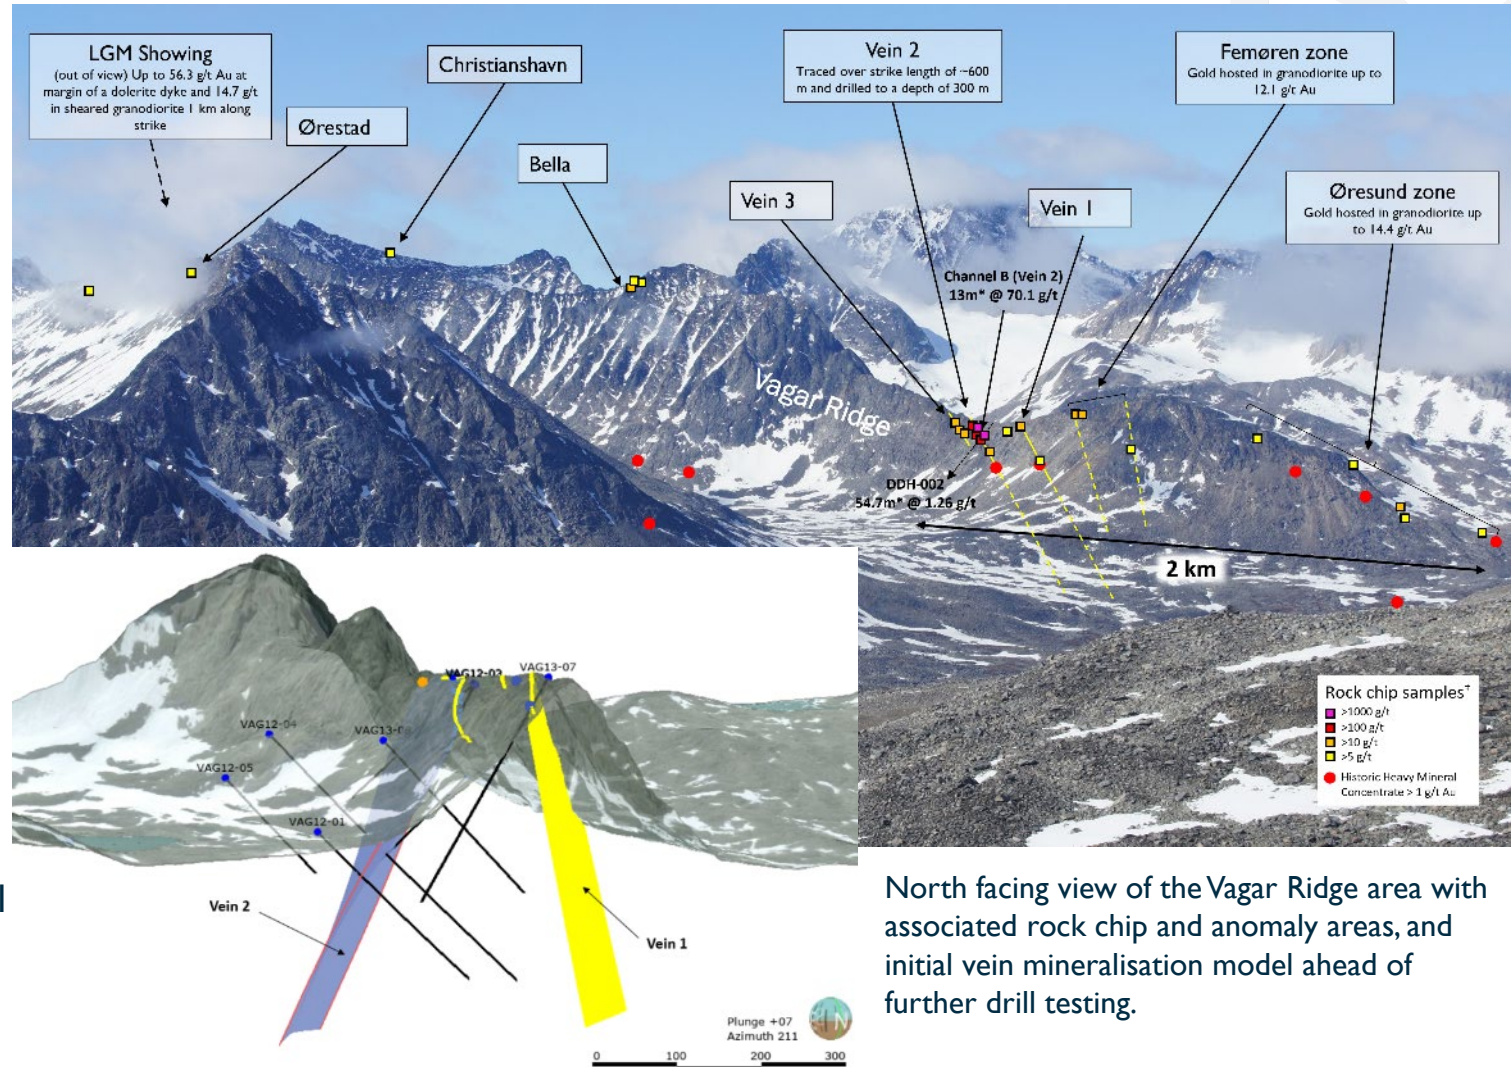 LGM Showing
(out of view) Up to 56.3 g/t Au at
margin of a dolerite dyke and 14.7 g/t
in sheared granodiorite 1 km along
strike
Ørestad
Christianshavn
Bella
Vein 2
Traced over strike length of ~600
m and drilled to a depth of 300 m
Femøren zone
Gold hosted in granodiorite up to
12.1 g/t Au
Vein 3
Vein 1
Øresund zone
Gold hosted in granodiorite up
to 14.4 g/t Au
Channel B (Vein 2)
13m* @ 70.1 g/t
Vagar Ridge
DDH-002
54.7m* @ 1.26 g/t
2 km
Rock chip samples†
>1000 g/t
>100 g/t
>10 g/t
>5 g/t
Historic Heavy Mineral
Concentrate > 1 g/t Au
VAG13-07
VAG12-04
VAG12-05
VAG12-01
Vein 2
Vein 1
Plunge +07
Azimuth 211
N
0 100 200 300
North facing view of the Vagar Ridge area with
associated rock chip and anomaly areas, and
initial vein mineralisation model ahead of
further drill testing.